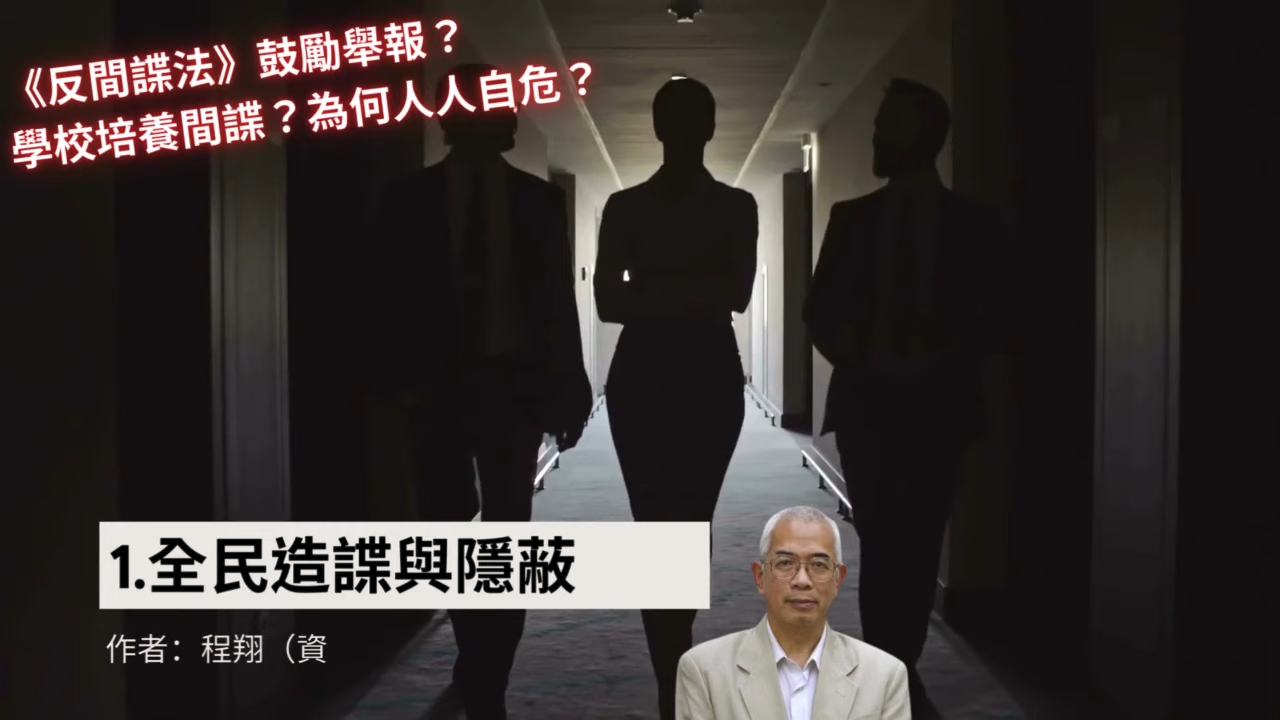 《反間諜法》鼓勵舉報？
學校培養間諜？為何人人自危？
1.全民造諜與隱蔽
作者：程翔（資